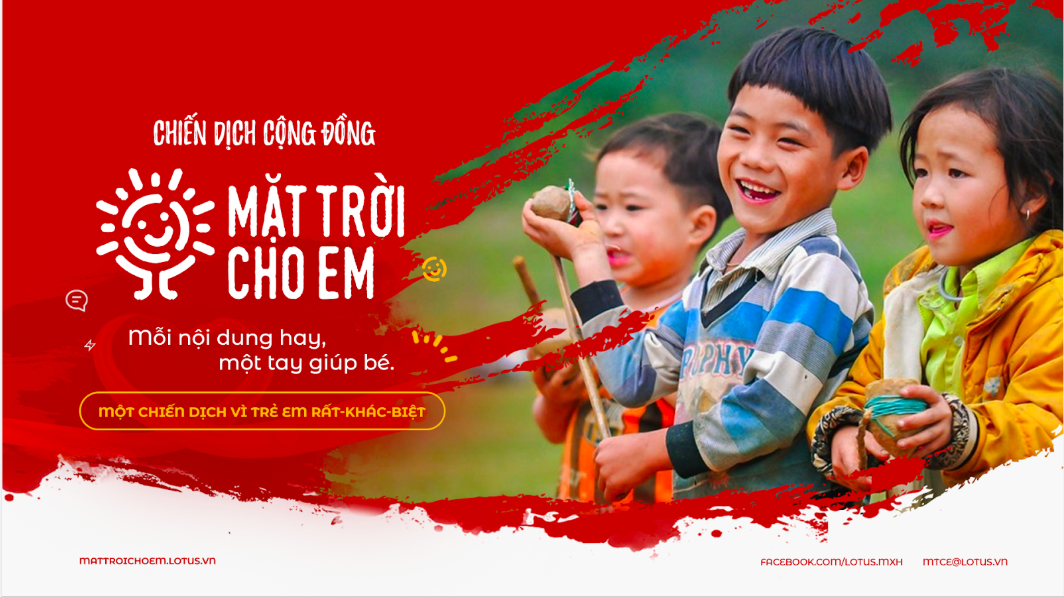 CHIẾN DỊCH CỘNG ĐỒNG
MẶT TRỜI
CHO EM
Mỗi nội dung hay,
một tay giúp bé.
MỘT CHIẾN DỊCH VÌ TRẺ EM RẤT-KHÁC-BIỆT
MATTROICHOEM.LOTUS.VN
FACEBOOK.COM/LOTUS.MXH
MTCE@LOTUS.VN